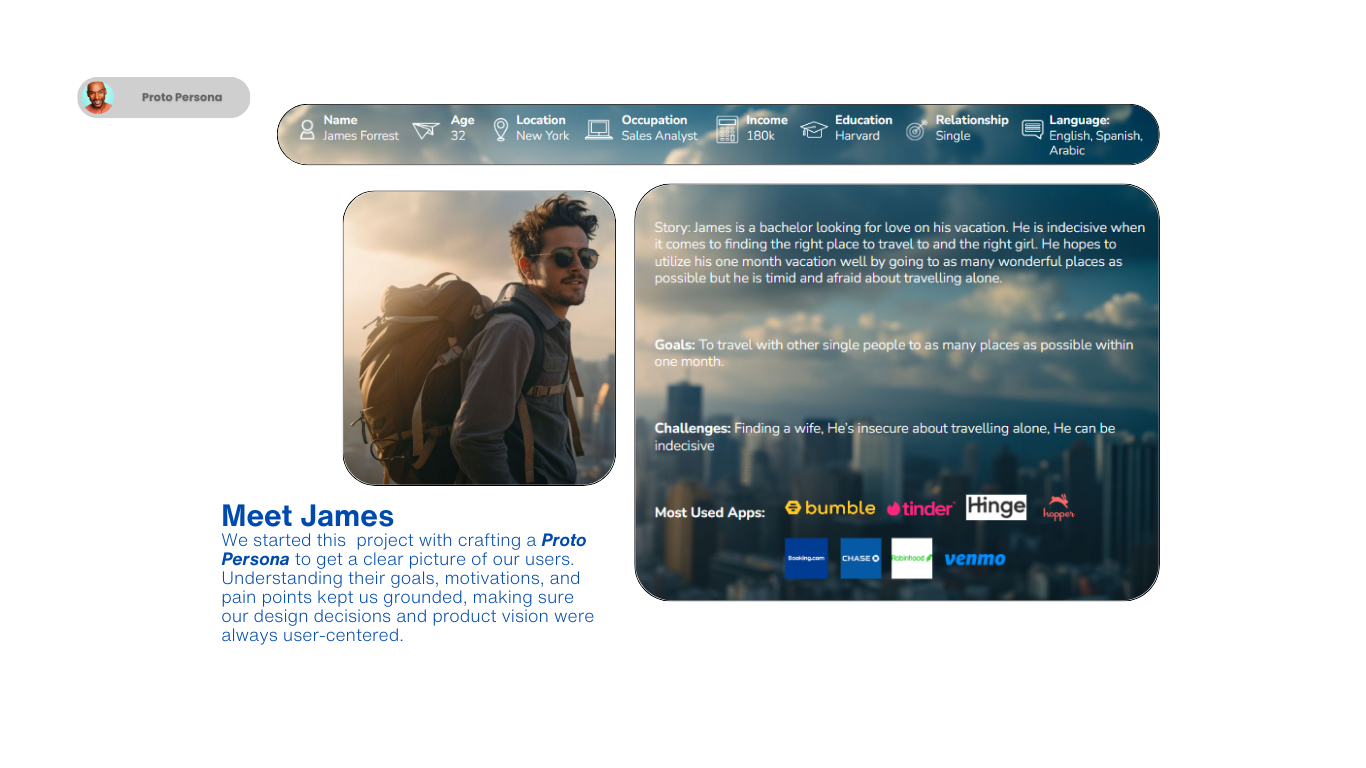 Proto Persona
Name
James Forrest
Age
32
Location
New York
Occupation
Sales Analyst
Income
180k
Education
Harvard
Relationship
Single
Language:
English, Spanish,
Arabic
Story: James is a bachelor looking for love on his vacation. He is indecisive when
it comes to finding the right place to travel to and the right girl. He hopes to
utilize his one month vacation well by going to as many wonderful places as
possible but he is timid and afraid about travelling alone.
Goals: To travel with other single people to as many places as possible within
one month.
Challenges: Finding a wife, He's insecure about travelling alone, He can be
indecisive
Most Used Apps: bumble tinder Hinge hopper
Booking.com CHASE Robinhood venmo
Meet James
We started this  project with crafting a Proto
Persona to get a clear picture of our users.
Understanding their goals, motivations, and
pain points kept us grounded, making sure
our design decisions and product vision were
always user-centered.